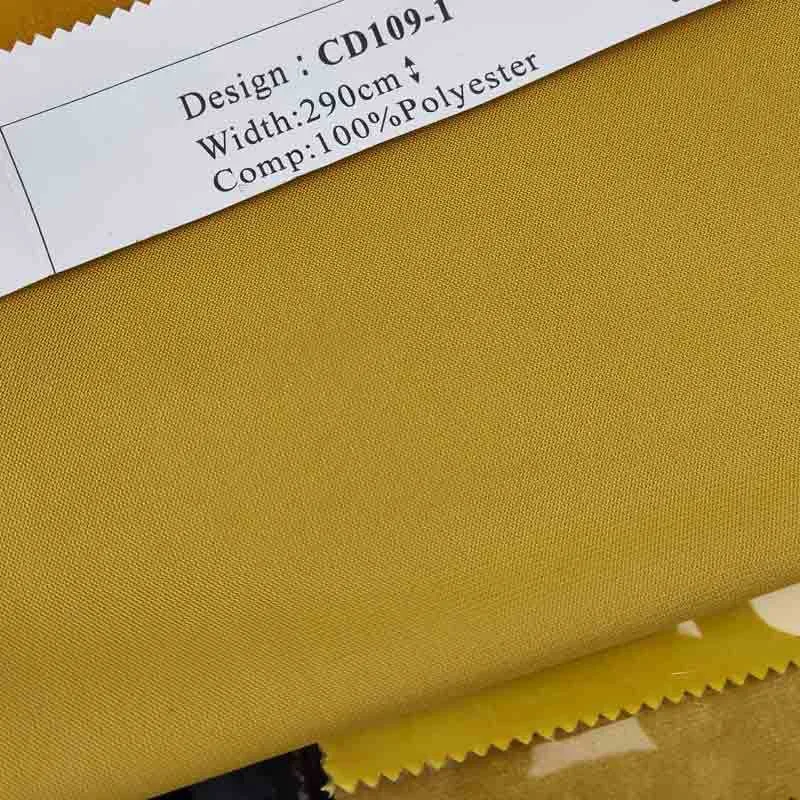 Design : CD109-1
Width:290cm↕
Comp:100%Polyester